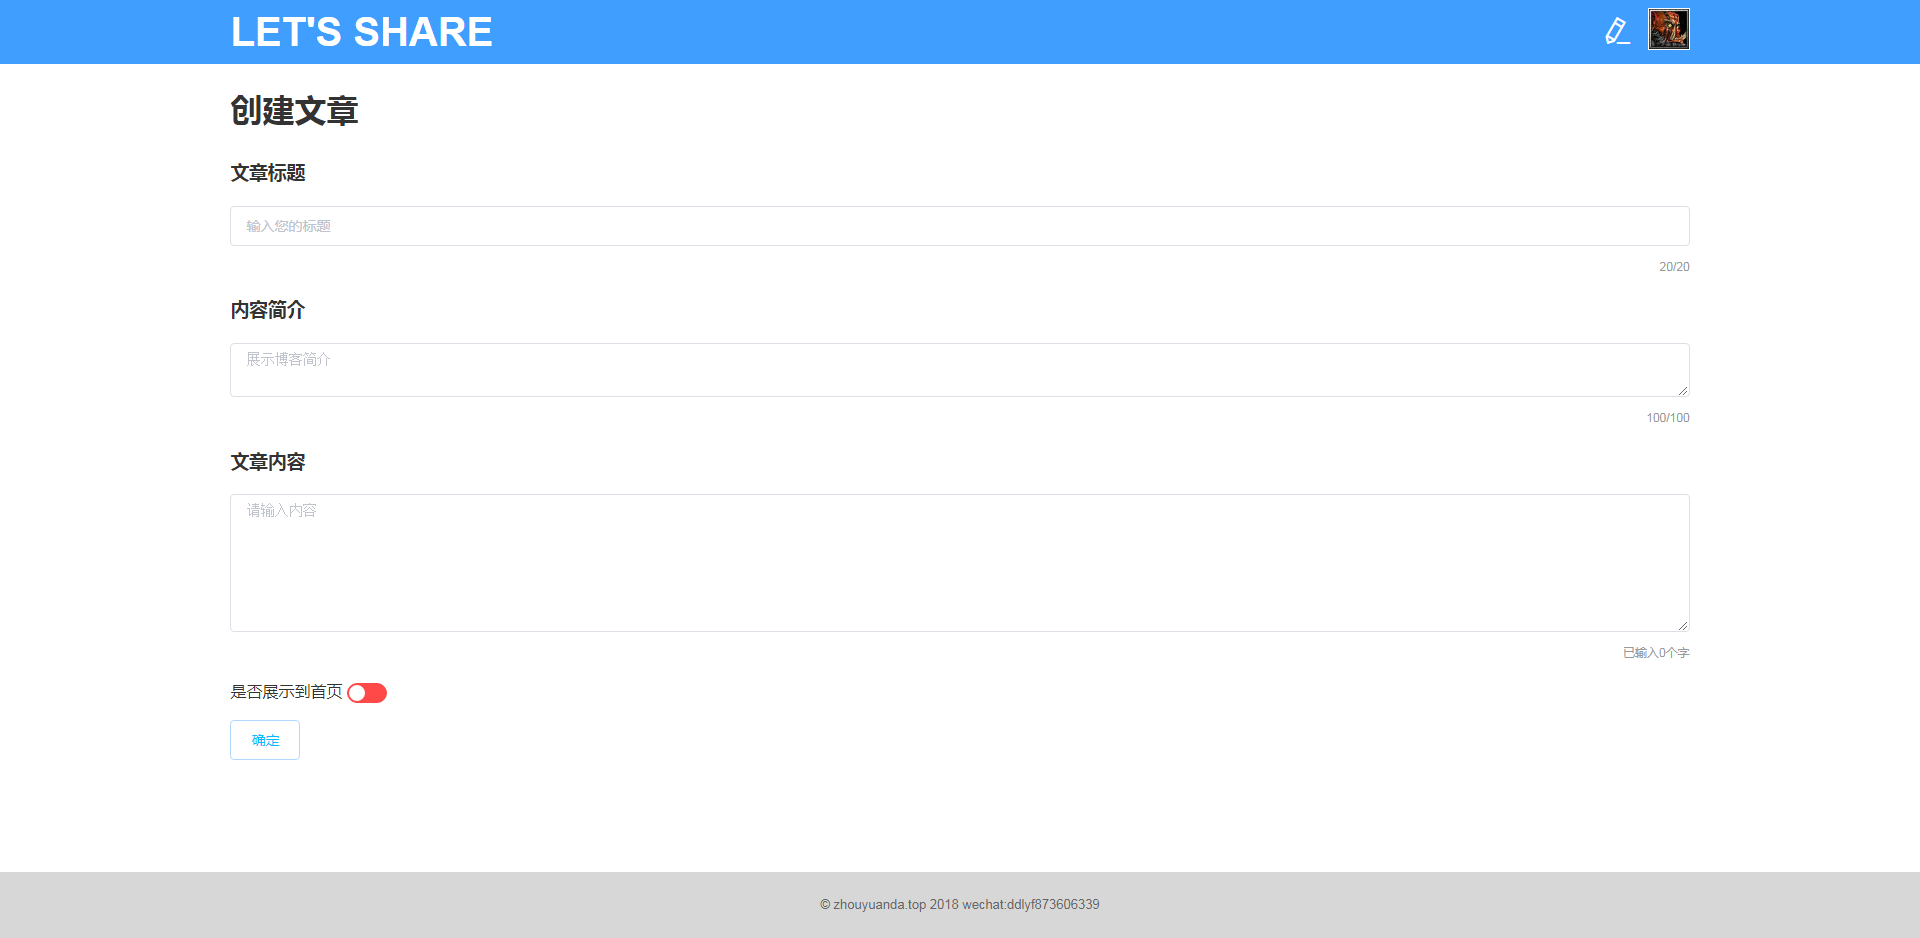 LET'S SHARE
创建文章
文章标题
输入您的标题
20/20
内容简介
展示博客简介
100/100
文章内容
请输入内容
已输入0个字
是否展示到首页
确定
© zhouyuanda.top 2018 wechat:ddlyf873606339